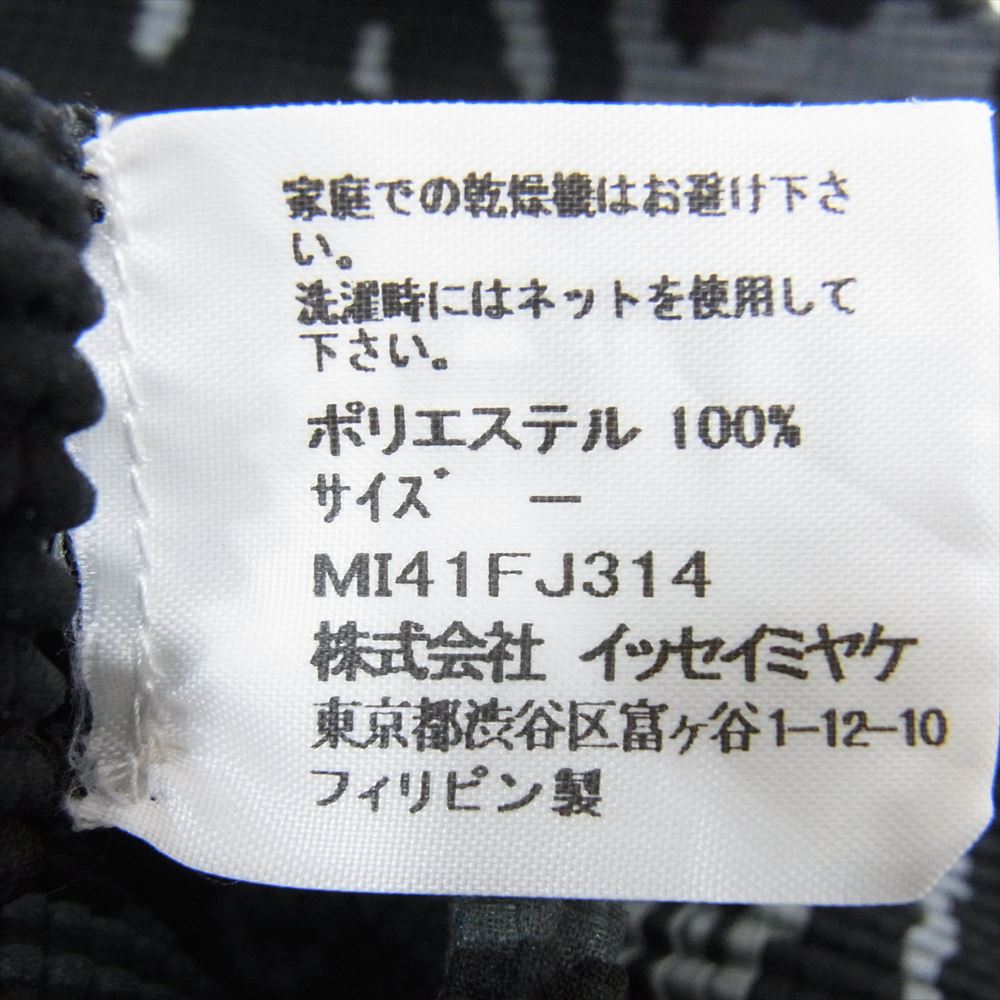 家庭での乾燥機はお避け下さ
い。
洗濯時にはネットを使用して
下さい。
ポリエステル 100%
サイズ ー
MI41FJ314
株式会社 イッセイミヤケ
東京都渋谷区富ヶ谷1-12-10
フィリピン製